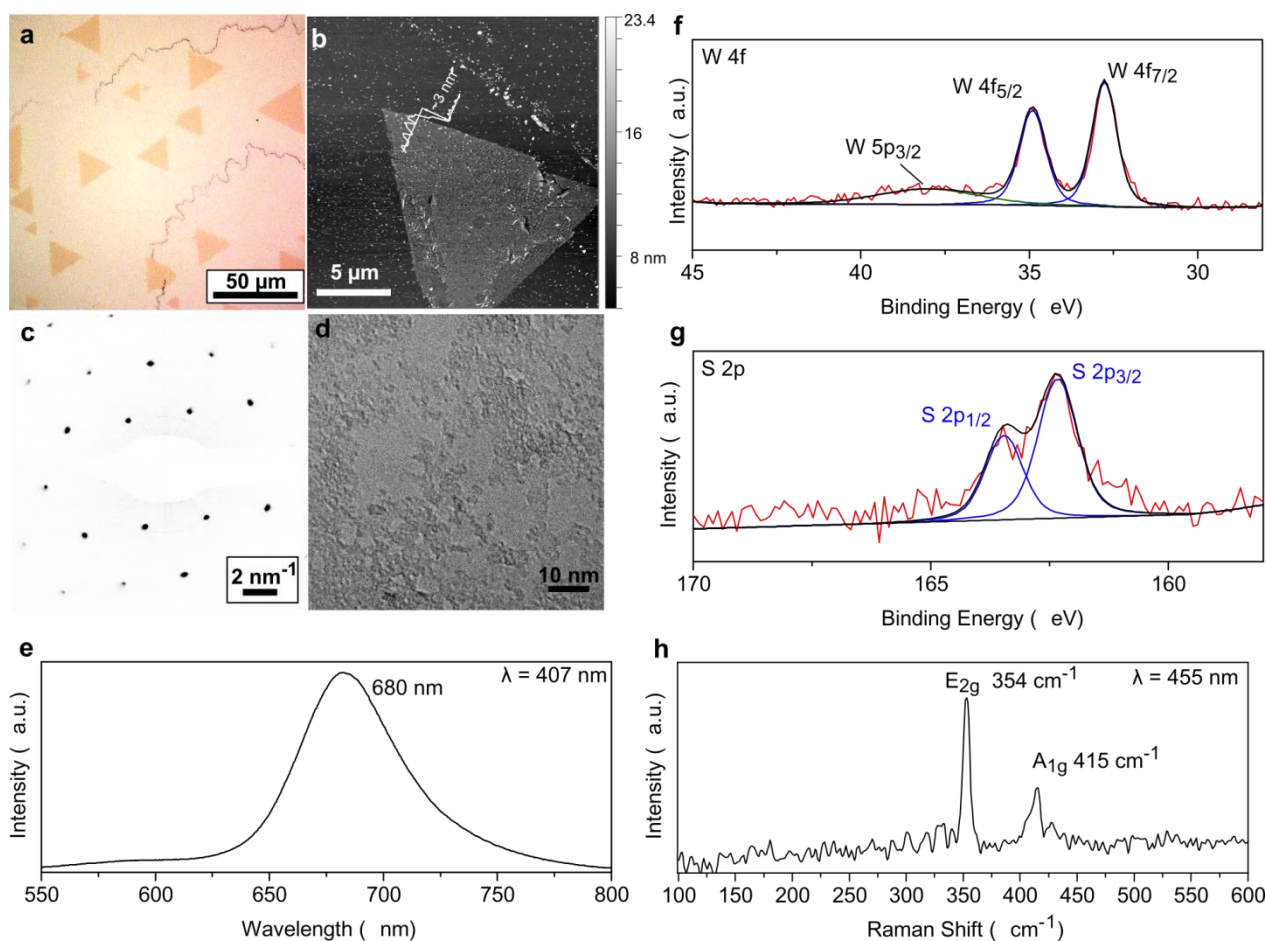 a
50 µm
b
~3 nm
5 µm
23.4
16
8 nm
c
2 nm-1
d
10 nm
e
λ = 407 nm
680 nm
Intensity ( a.u.)
550 600 650 700 750 800
Wavelength ( nm)
f
W 4f
W 4f7/2
W 4f5/2
W 5p3/2
Intensity ( a.u.)
45 40 35 30
Binding Energy ( eV)
g
S 2p
S 2p3/2
S 2p1/2
Intensity ( a.u.)
170 165 160
Binding Energy ( eV)
h
E2g 354 cm-1
λ = 455 nm
A1g 415 cm-1
Intensity ( a.u.)
100 150 200 250 300 350 400 450 500 550 600
Raman Shift ( cm-1)